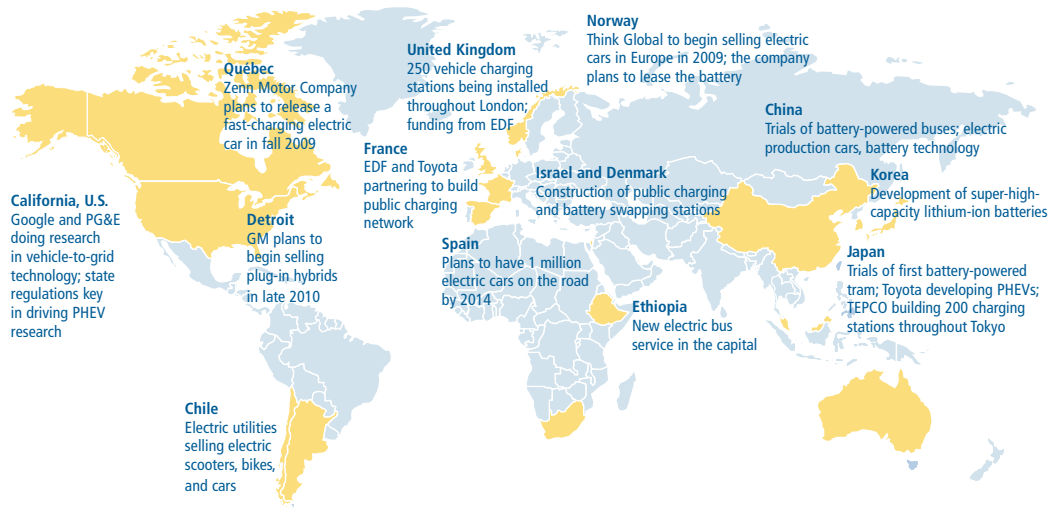 Norway
Think Global to begin selling electric
cars in Europe in 2009; the company
plans to lease the battery
United Kingdom
250 vehicle charging
stations being installed
throughout London;
funding from EDF
Québec
Zenn Motor Company
plans to release a
fast-charging electric
car in fall 2009
China
Trials of battery-powered buses; electric
production cars, battery technology
France
EDF and Toyota
partnering to build
public charging
network
Israel and Denmark
Construction of public charging
and battery swapping stations
Korea
Development of super-high-
capacity lithium-ion batteries
California, U.S.
Google and PG&E
doing research
in vehicle-to-grid
technology; state
regulations key
in driving PHEV
research
Detroit
GM plans to
begin selling
plug-in hybrids
in late 2010
Spain
Plans to have 1 million
electric cars on the road
by 2014
Japan
Trials of first battery-powered
tram; Toyota developing PHEVs;
TEPCO building 200 charging
stations throughout Tokyo
Ethiopia
New electric bus
service in the capital
Chile
Electric utilities
selling electric
scooters, bikes,
and cars